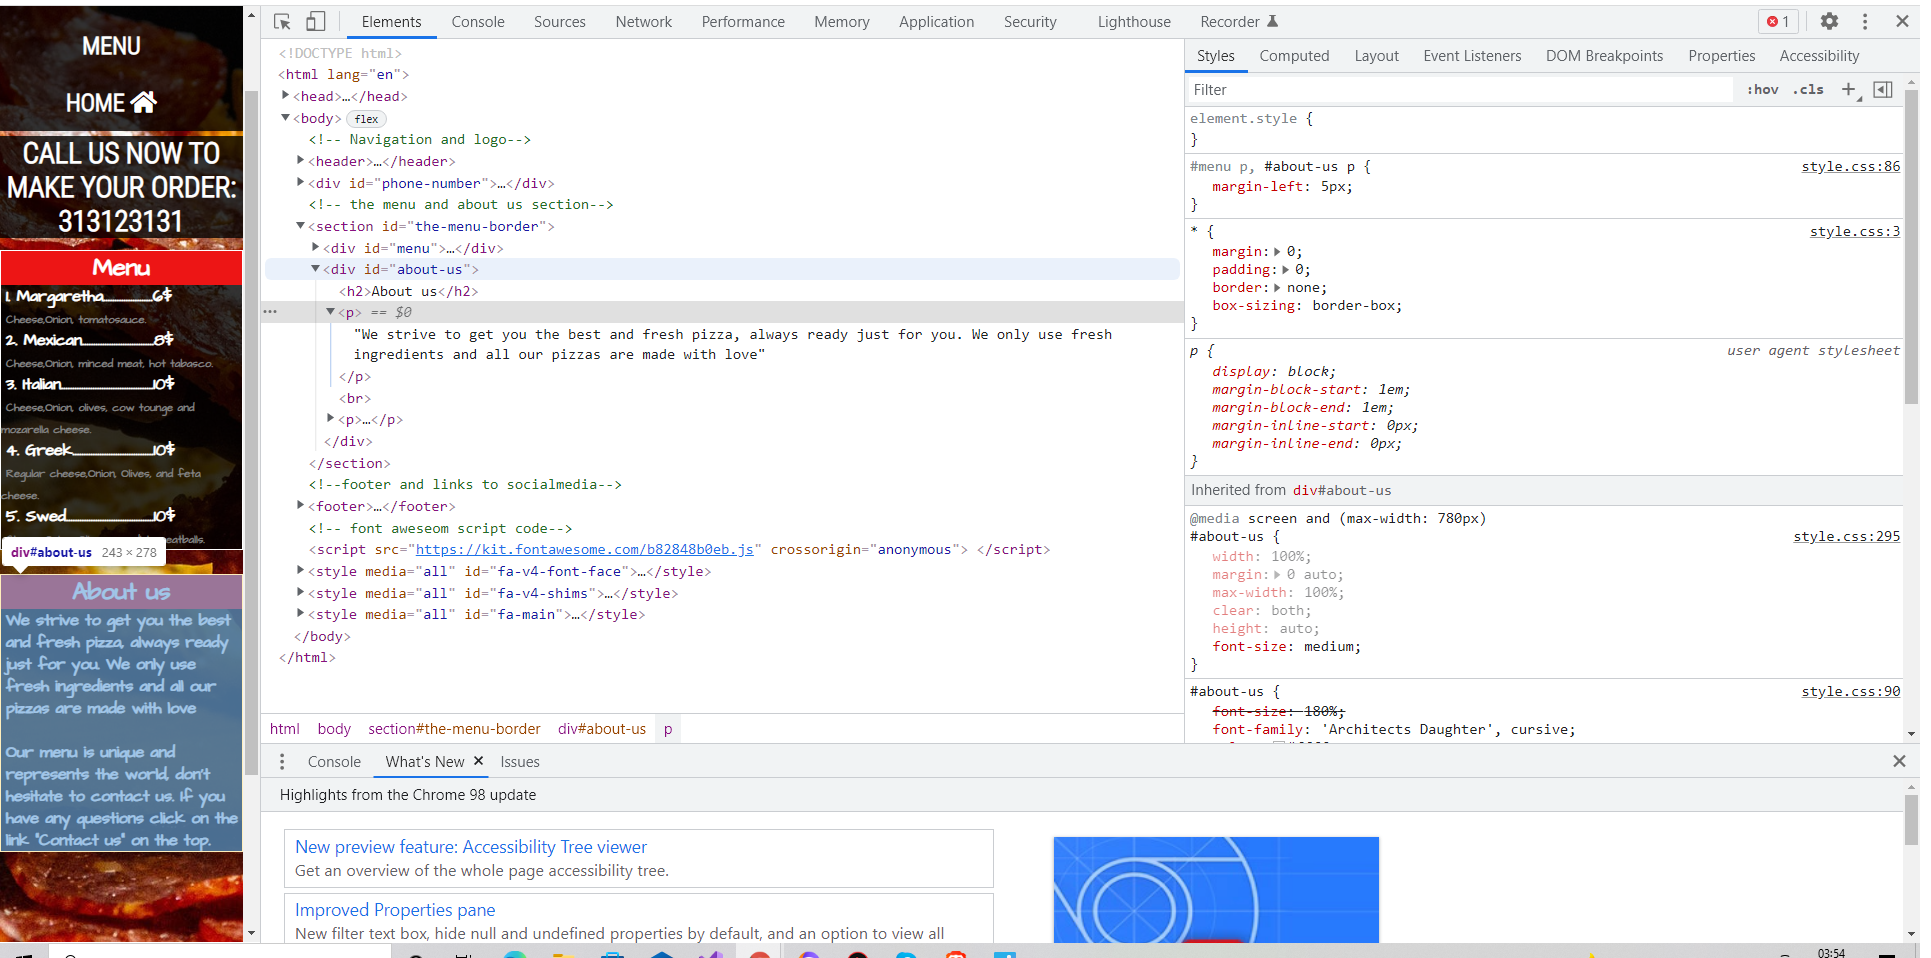 MENU
HOME
CALL US NOW TO
MAKE YOUR ORDER:
313123131
Menu
1. Margaretha 6$
Cheese,Onion, tomatosauce.
2. Mexican 8$
Cheese,Onion, minced meat, hot tabasco.
3. Italian 10$
Cheese,Onion, olives, cow tounge and
mozarella cheese.
4. Greek 10$
Regular cheese,Onion, Olives, and feta
cheese.
5. Swed 10$
div#about-us 243 × 278
About us
We strive to get you the best
and fresh pizza, always ready
just for you. We only use
fresh ingredients and all our
pizzas are made with love
Our menu is unique and
represents the world, don't
hesitate to contact us. If you
have any questions click on the
link "Contact us" on the top.
Elements Console Sources Network Performance Memory Application Security Lighthouse Recorder 1
<!DOCTYPE html>
<html lang="en">
<head>…</head>
<body> flex
<!-- Navigation and logo-->
<header>…</header>
<div id="phone-number">…</div>
<!-- the menu and about us section-->
<section id="the-menu-border">
<div id="menu">…</div>
<div id="about-us">
<h2>About us</h2>
… <p> == $0
"We strive to get you the best and fresh pizza, always ready just for you. We only use fresh
ingredients and all our pizzas are made with love"
</p>
<br>
<p>…</p>
</div>
</section>
<!--footer and links to socialmedia-->
<footer>…</footer>
<!-- font aweseom script code-->
<script src="https://kit.fontawesome.com/b82848b0eb.js" crossorigin="anonymous"> </script>
<style media="all" id="fa-v4-font-face">…</style>
<style media="all" id="fa-v4-shims">…</style>
<style media="all" id="fa-main">…</style>
</body>
</html>
html body section#the-menu-border div#about-us p
Styles Computed Layout Event Listeners DOM Breakpoints Properties Accessibility
Filter :hov .cls
element.style {
}
#menu p, #about-us p { style.css:86
margin-left: 5px;
}
* { style.css:3
margin: 0;
padding: 0;
border: none;
box-sizing: border-box;
}
p { user agent stylesheet
display: block;
margin-block-start: 1em;
margin-block-end: 1em;
margin-inline-start: 0px;
margin-inline-end: 0px;
}
Inherited from div#about-us
@media screen and (max-width: 780px)
#about-us { style.css:295
width: 100%;
margin: 0 auto;
max-width: 100%;
clear: both;
height: auto;
font-size: medium;
}
#about-us { style.css:90
font-size: 180%;
font-family: 'Architects Daughter', cursive;
Console What's New × Issues
Highlights from the Chrome 98 update
New preview feature: Accessibility Tree viewer
Get an overview of the whole page accessibility tree.
Improved Properties pane
New filter text box, hide null and undefined properties by default, and an option to view all
03:54